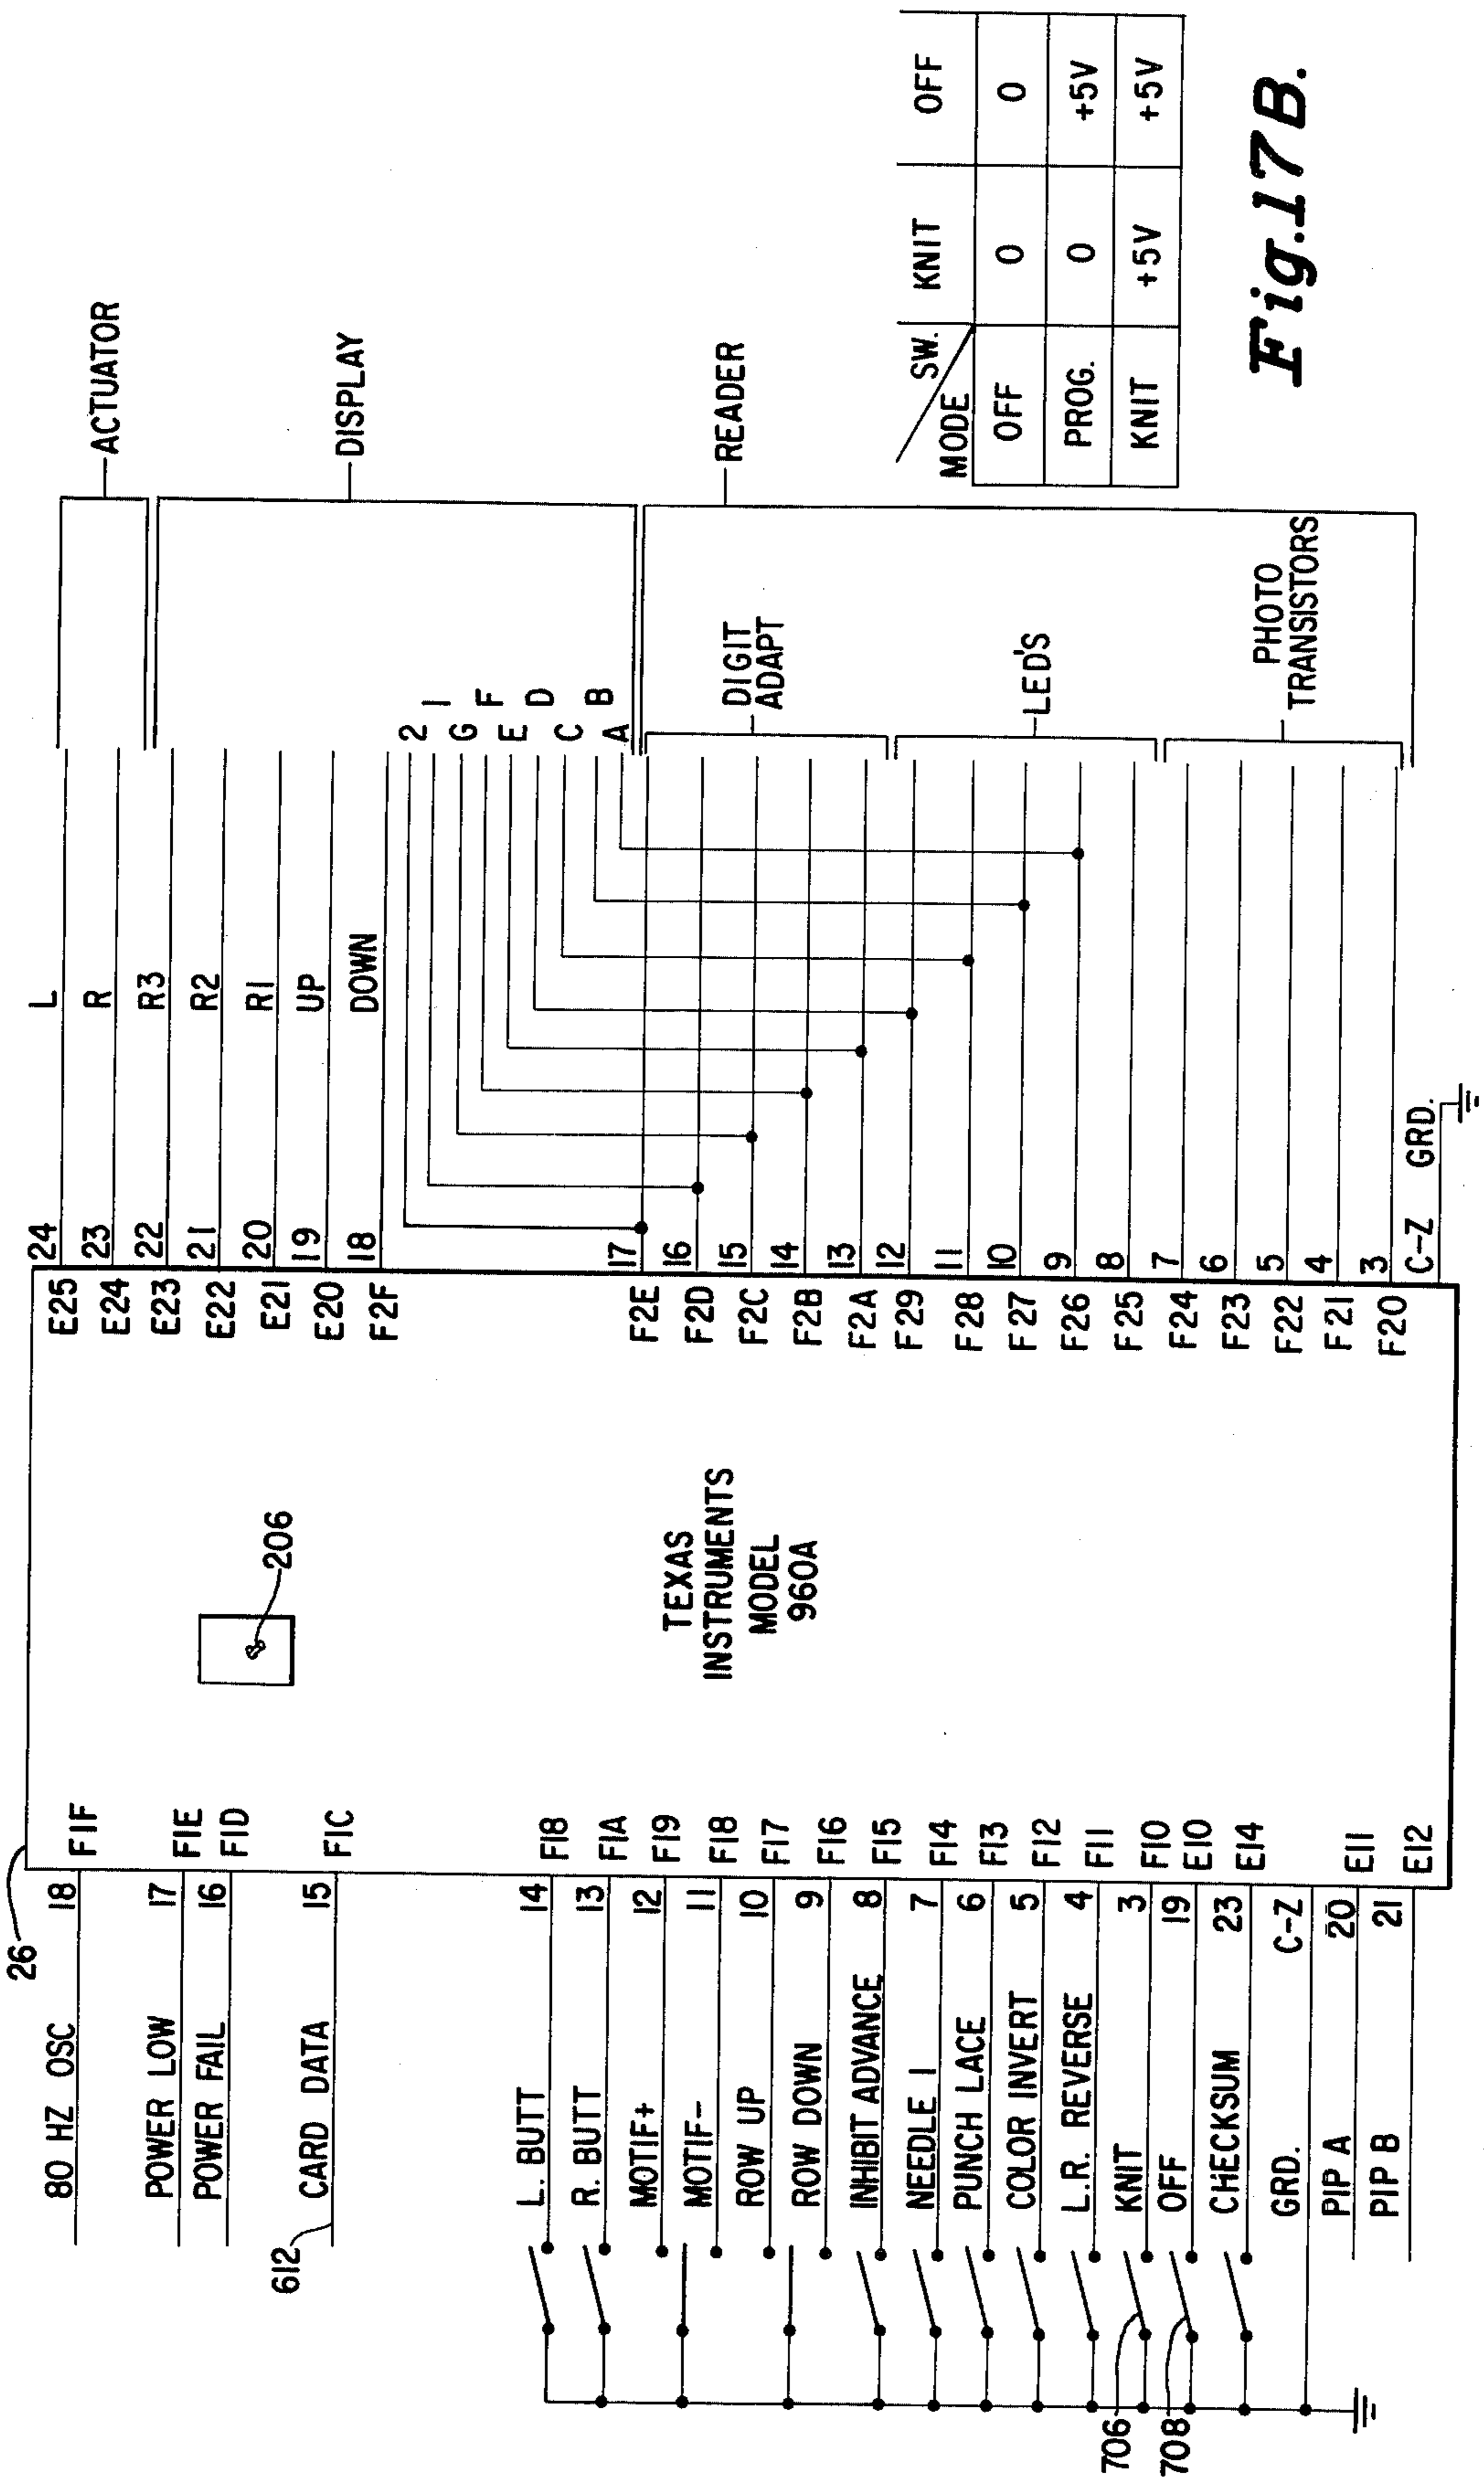 26
80 HZ OSC 18 F1F
POWER LOW 17 F1E
POWER FAIL 16 F1D
612
CARD DATA 15 F1C
L. BUTT 14 F18
R. BUTT 13 F1A
MOTIF+ 12 F19
MOTIF- 11 F18
ROW UP 10 F17
ROW DOWN 9 F16
INHIBIT ADVANCE 8 F15
NEEDLE 1 7 F14
PUNCH LACE 6 F13
COLOR INVERT 5 F12
L.R. REVERSE 4 F11
706
KNIT 3 F10
708
OFF 19 E10
CHECKSUM 23 E14
GRD. C-Z
PIP A 20 E11
PIP B 21 E12
206
TEXAS
INSTRUMENTS
MODEL
960A
E25 24 L
E24 23 R
E23 22 R3
E22 21 R2
E21 20 R1
E20 19 UP
F2F 18 DOWN
2
1
G
F
E
D
C
B
A
F2E 17
F2D 16
F2C 15
F2B 14
F2A 13
F29 12
F28 11
F27 10
F26 9
F25 8
F24 7
F23 6
F22 5
F21 4
F20 3
C-Z GRD.
ACTUATOR
DISPLAY
READER
DIGIT
ADAPT
LED'S
PHOTO
TRANSISTORS
MODE SW. KNIT OFF
OFF 0 0
PROG. 0 +5V
KNIT +5V +5V
Fig.17B.